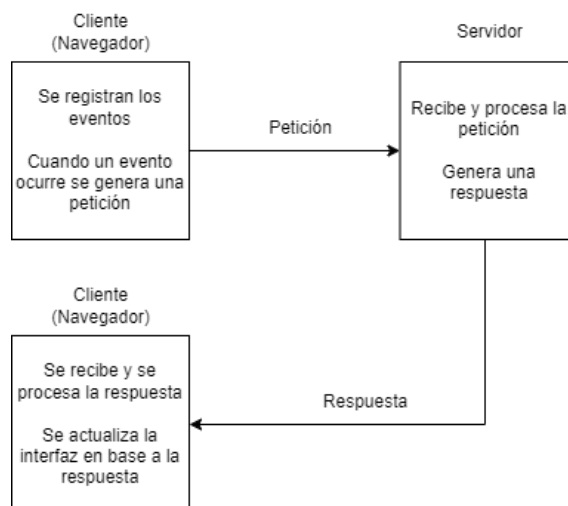 Cliente
(Navegador)
Servidor
Se registran los
eventos
Cuando un evento
ocurre se genera una
petición
Petición
Recibe y procesa la
petición
Genera una
respuesta
Cliente
(Navegador)
Se recibe y se
procesa la respuesta
Se actualiza la
interfaz en base a la
respuesta
Respuesta